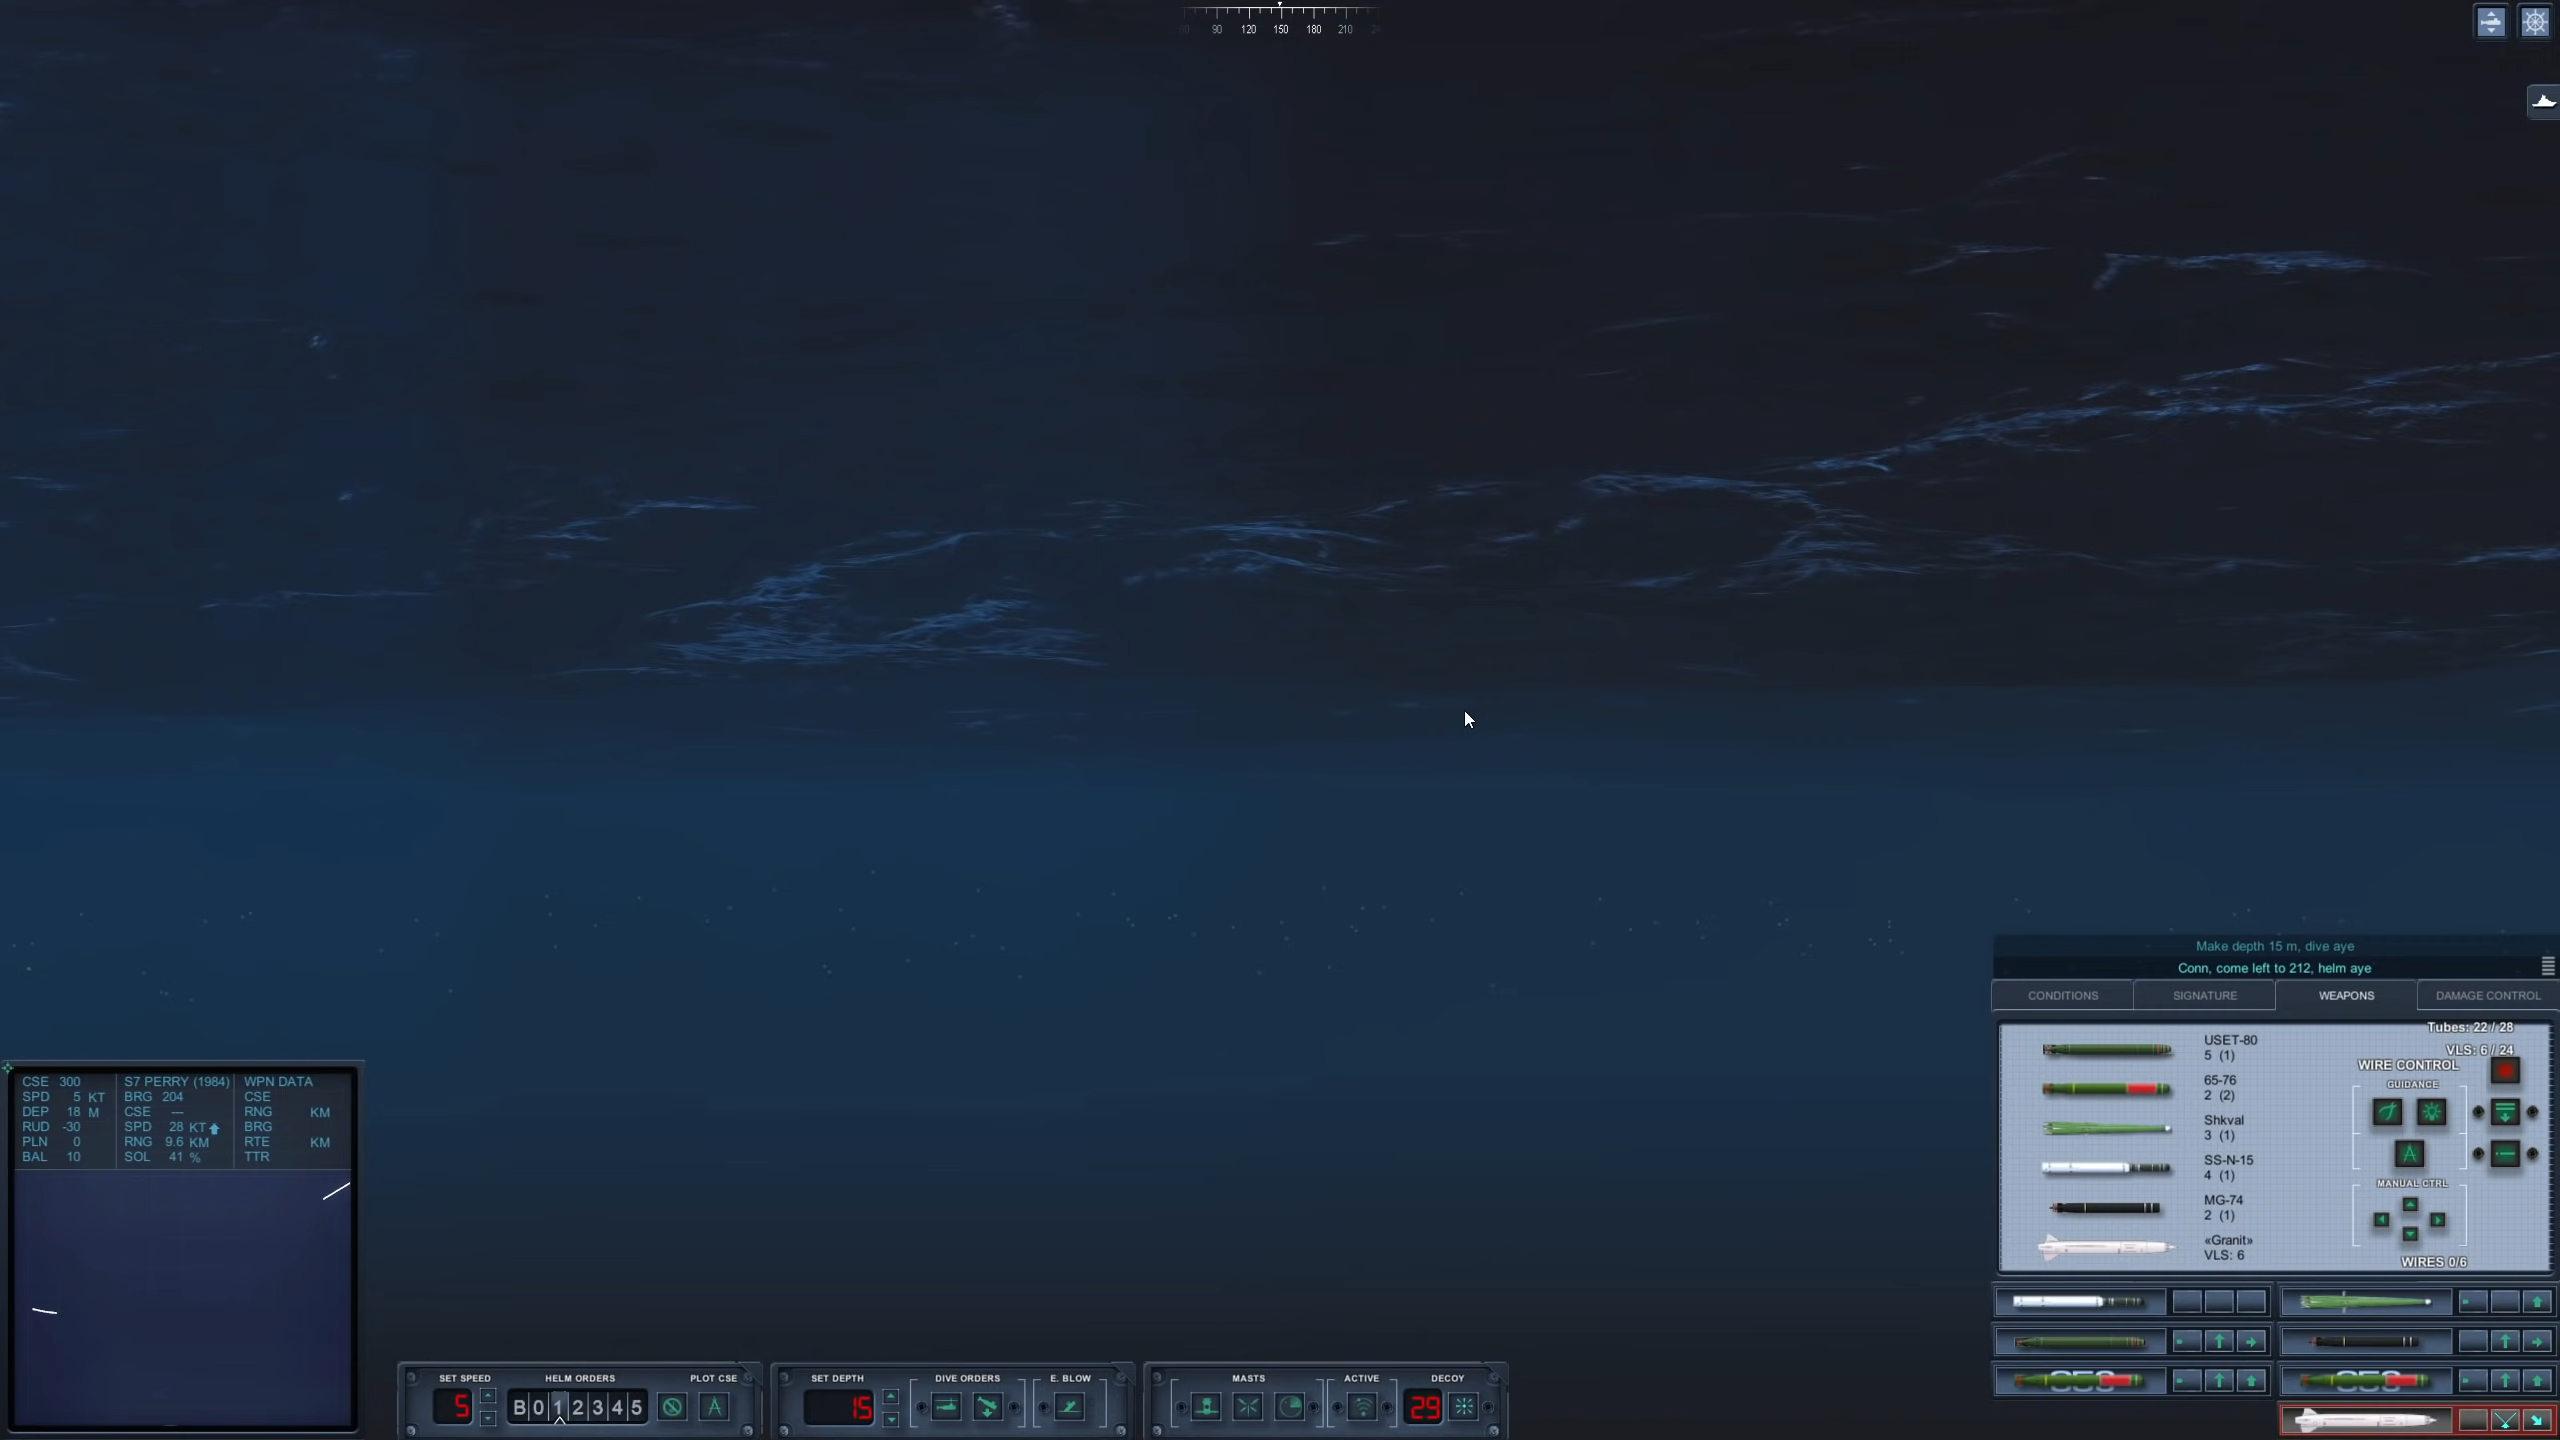 90 120 150 180 210
Make depth 15 m, dive aye
Conn, come left to 212, helm aye
CONDITIONS SIGNATURE WEAPONS DAMAGE CONTROL
Tubes: 22 / 28
VLS: 6 / 24
WIRE CONTROL
GUIDANCE
MANUAL CTRL
WIRES 0/6
USET-80
5 (1)
65-76
2 (2)
Shkval
3 (1)
SS-N-15
4 (1)
MG-74
2 (1)
«Granit»
VLS: 6
CSE 300
SPD 5 KT
DEP 18 M
RUD -30
PLN 0
BAL 10
S7 PERRY (1984)
BRG 204
CSE ---
SPD 28 KT
RNG 9.6 KM
SOL 41 %
WPN DATA
CSE
RNG KM
BRG
RTE KM
TTR
SET SPEED HELM ORDERS PLOT CSE
5 B 0 1 2 3 4 5
SET DEPTH DIVE ORDERS E. BLOW
15
MASTS ACTIVE DECOY
29